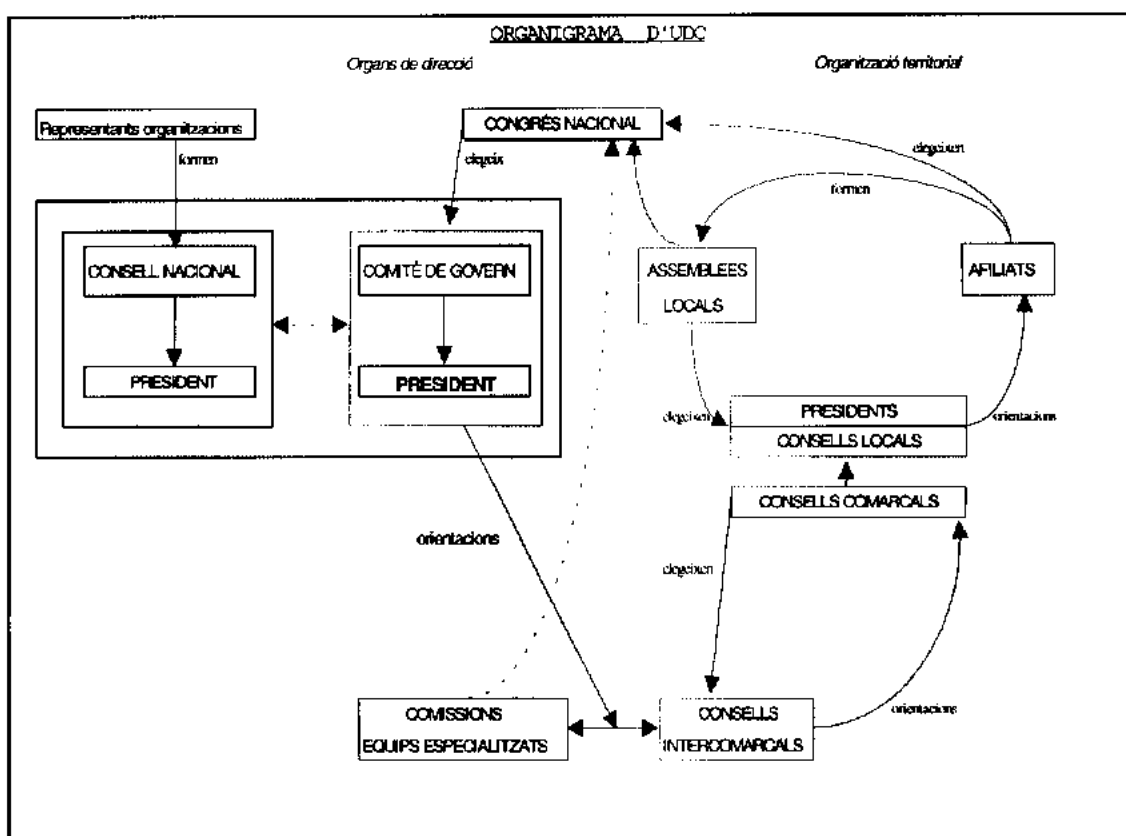 ORGANIGRAMA D'UDC
Organs de direcció
Organització territorial
Representants organitzacions
CONGRÉS NACIONAL
elegeixen
formen
elegeix
formen
CONSELL NACIONAL
COMITÉ DE GOVERN
ASSEMBLEES
LOCALS
AFILIATS
PRESIDENT
PRESIDENT
elegeixen
PRESIDENTS
orientacions
CONSELLS LOCALS
CONSELLS COMARCALS
orientacions
elegeixen
COMISSIONS
EQUIPS ESPECIALITZATS
CONSELLS
INTERCOMARCALS
orientacions